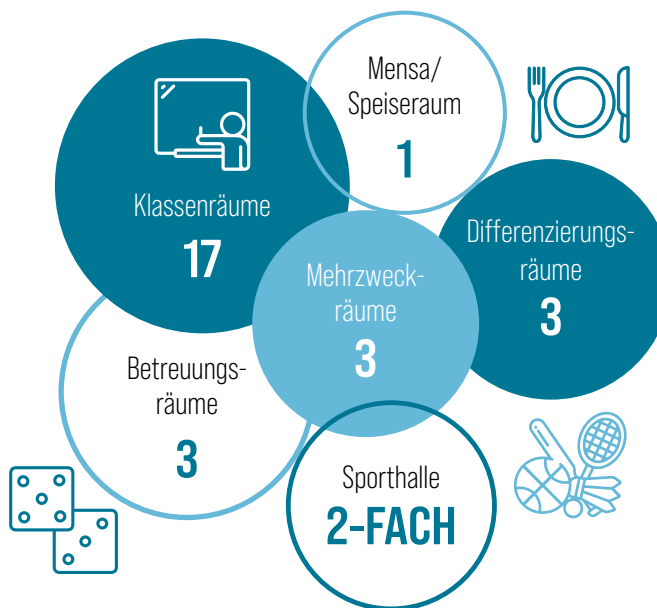 Mensa/
Speiseraum
1
Klassenräume
17
Differenzierungs-
räume
3
Mehrzweck-
räume
3
Betreuungs-
räume
3
Sporthalle
2-FACH